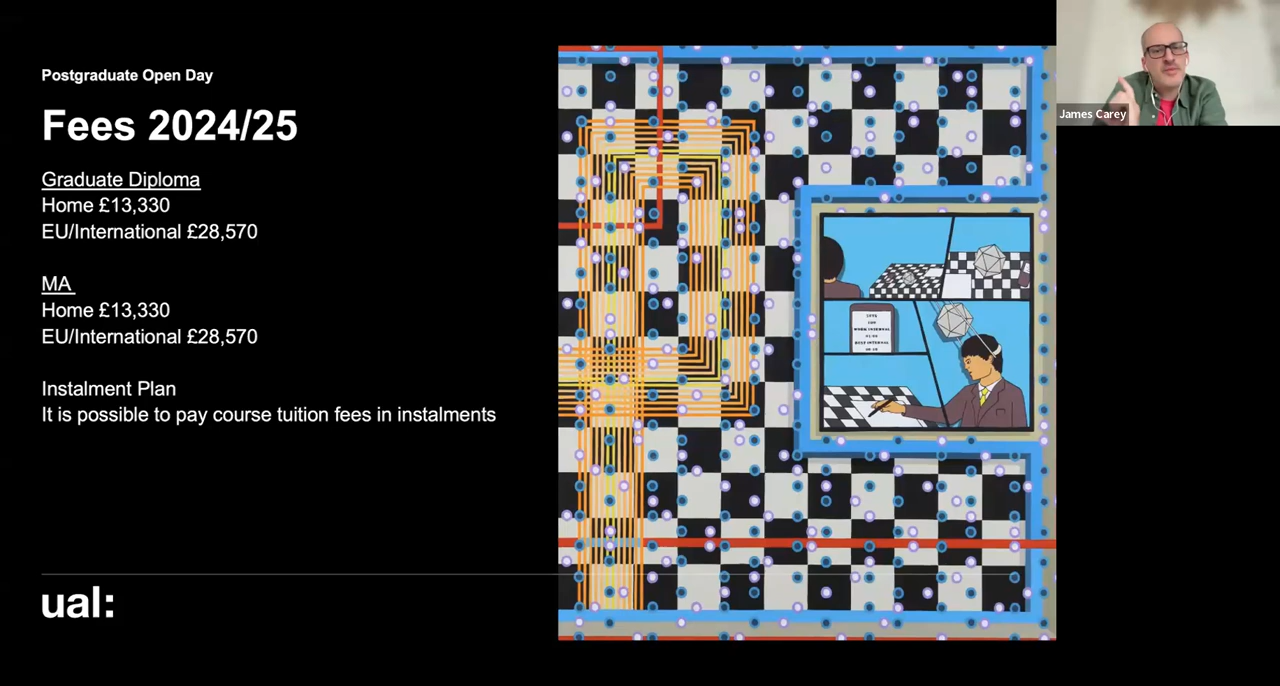 Postgraduate Open Day
Fees 2024/25
Graduate Diploma
Home £13,330
EU/International £28,570
MA
Home £13,330
EU/International £28,570
Instalment Plan
It is possible to pay course tuition fees in instalments
ual:
James Carey